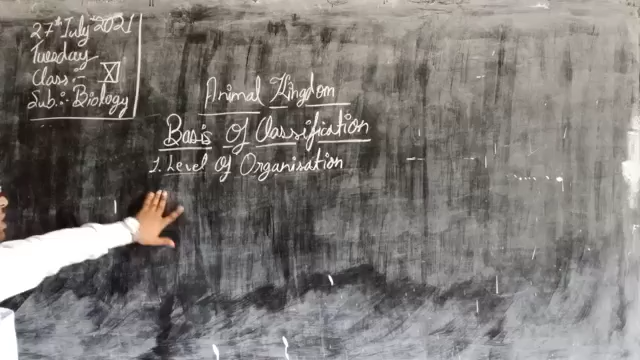 27th July 2021
Tuesday
Class:- XI
Sub:- Biology
Animal Kingdom
Basis Of Classification
1. Level Of Organisation